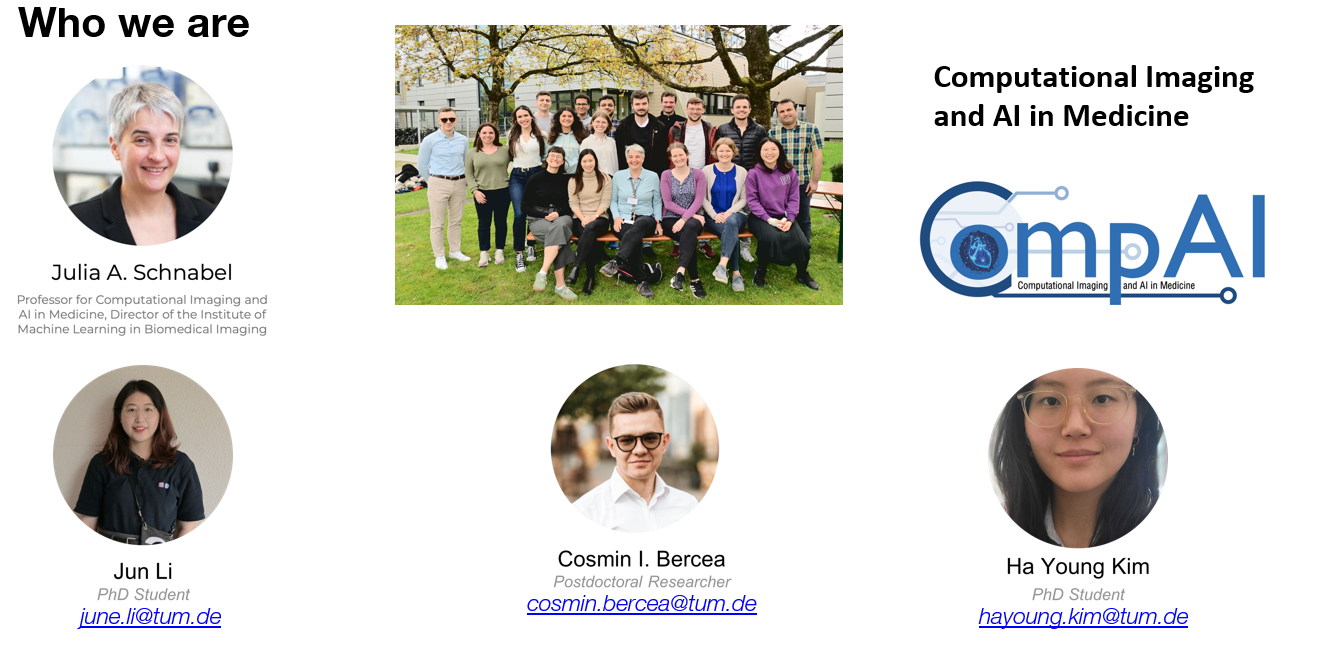 Who we are
Computational Imaging
and AI in Medicine
CompAI
Computational Imaging and AI in Medicine
Julia A. Schnabel
Professor for Computational Imaging and
AI in Medicine, Director of the Institute of
Machine Learning in Biomedical Imaging
Jun Li
PhD Student
june.li@tum.de
Cosmin I. Bercea
Postdoctoral Researcher
cosmin.bercea@tum.de
Ha Young Kim
PhD Student
hayoung.kim@tum.de